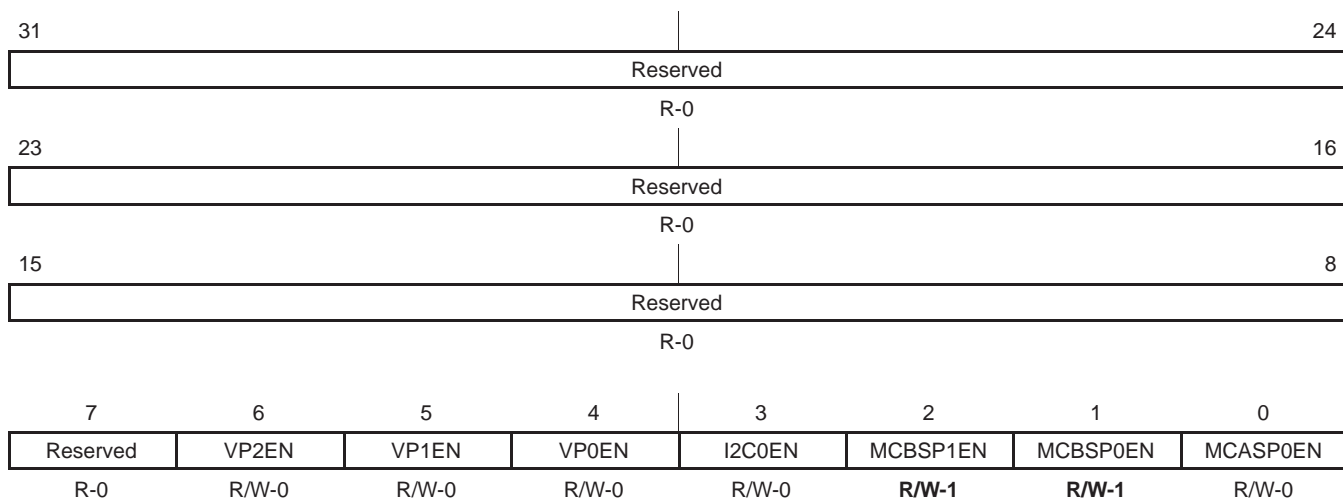 31 24
Reserved
R-0
23 16
Reserved
R-0
15 8
Reserved
R-0
7 6 5 4 3 2 1 0
Reserved VP2EN VP1EN VP0EN I2C0EN MCBSP1EN MCBSP0EN MCASP0EN
R-0 R/W-0 R/W-0 R/W-0 R/W-0 R/W-1 R/W-1 R/W-0